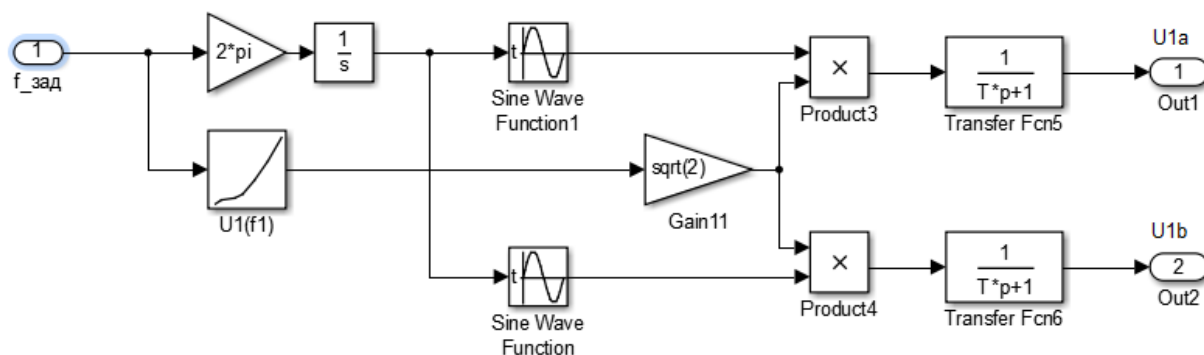 1
f_зад
2*pi
1
s
t
Sine Wave
Function1
×
Product3
1
T*p+1
Transfer Fcn5
U1a
1
Out1
U1(f1)
sqrt(2)
Gain11
t
Sine Wave
Function
×
Product4
1
T*p+1
Transfer Fcn6
U1b
2
Out2